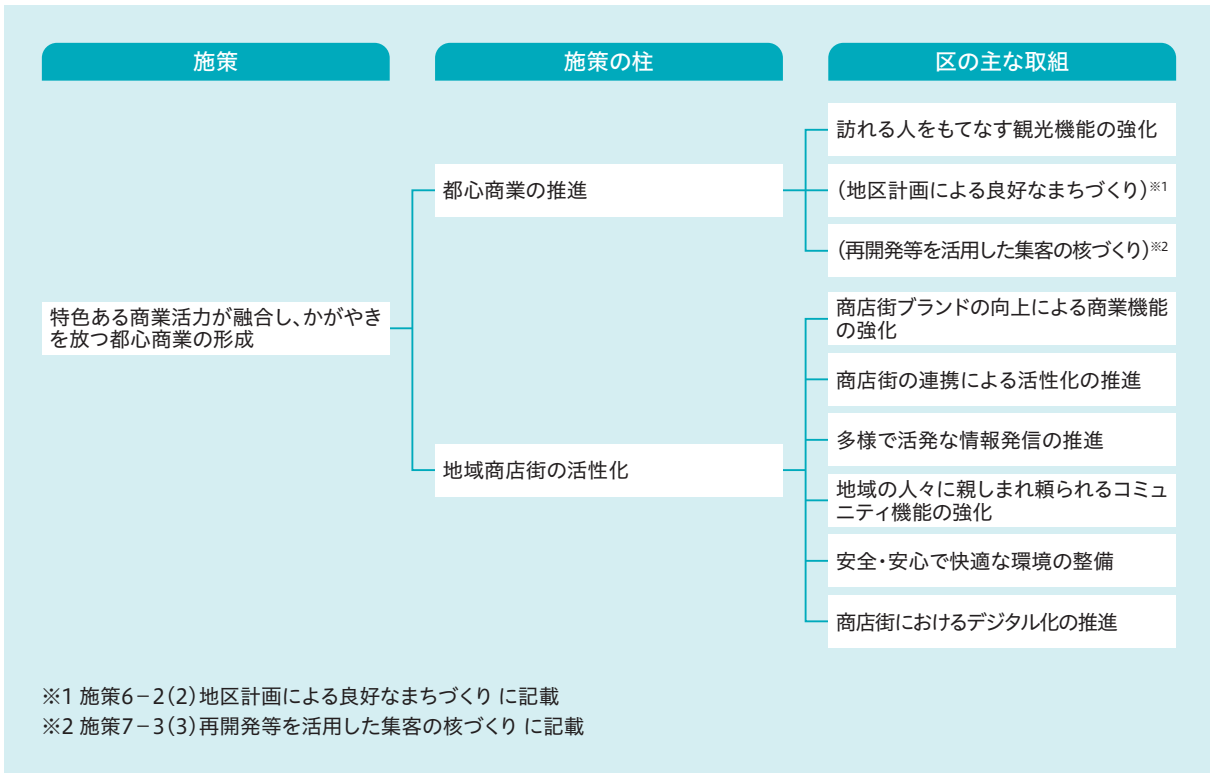 施策
施策の柱
区の主な取組
特色ある商業活力が融合し、かがやき
を放つ都心商業の形成
都心商業の推進
訪れる人をもてなす観光機能の強化
（地区計画による良好なまちづくり）※1
（再開発等を活用した集客の核づくり）※2
地域商店街の活性化
商店街ブランドの向上による商業機能
の強化
商店街の連携による活性化の推進
多様で活発な情報発信の推進
地域の人々に親しまれ頼られるコミュ
ニティ機能の強化
安全・安心で快適な環境の整備
商店街におけるデジタル化の推進
※1 施策6−2（2）地区計画による良好なまちづくり に記載
※2 施策7−3（3）再開発等を活用した集客の核づくり に記載